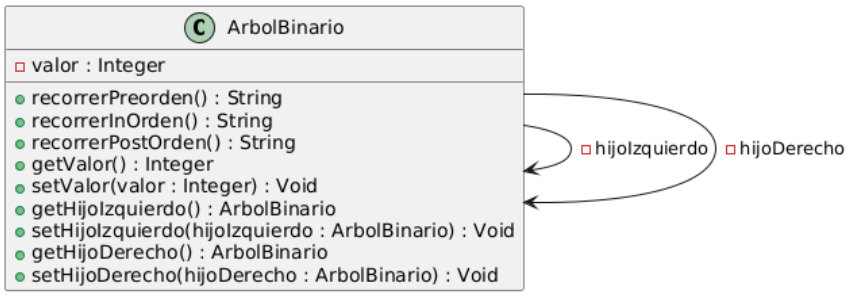 C ArbolBinario
valor : Integer
recorrerPreorden() : String
recorrerInOrden() : String
recorrerPostOrden() : String
getValor() : Integer
setValor(valor : Integer) : Void
getHijoIzquierdo() : ArbolBinario
setHijoIzquierdo(hijoIzquierdo : ArbolBinario) : Void
getHijoDerecho() : ArbolBinario
setHijoDerecho(hijoDerecho : ArbolBinario) : Void
hijoIzquierdo
hijoDerecho